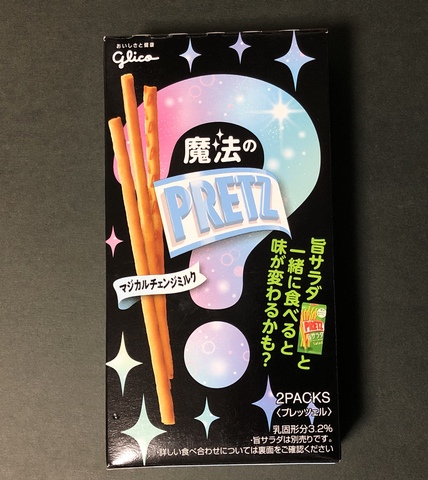 おいしさと健康
glico
魔法の
PRETZ
マジカルチェンジミルク
旨サラダ
と
一緒に食べると
味が変わるかも?
PRETZ
旨サラダ
2PACKS
〈プレッツェル〉
乳固形分3.2%
·旨サラダは別売りです。
·詳しい食べ合わせについては裏面をご確認ください